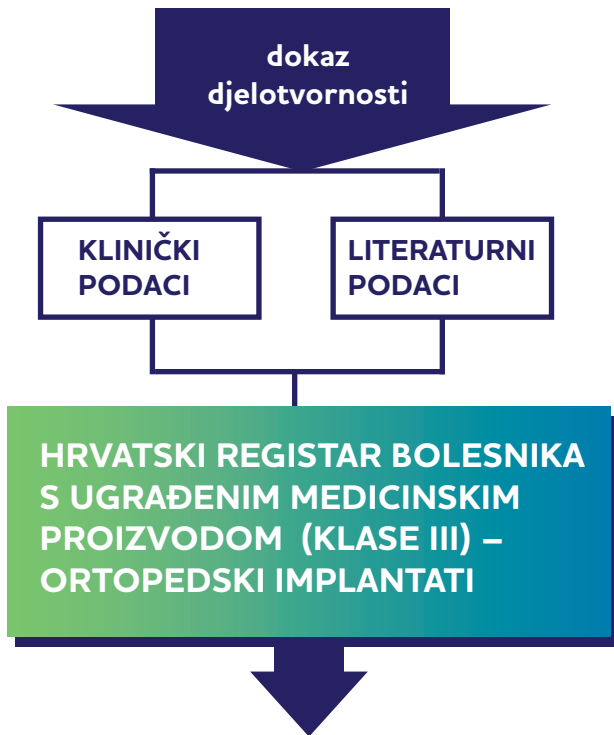 dokaz
djelotvornosti
KLINIČKI
PODACI
LITERATURNI
PODACI
HRVATSKI REGISTAR BOLESNIKA
S UGRAĐENIM MEDICINSKIM
PROIZVODOM (KLASE III) –
ORTOPEDSKI IMPLANTATI